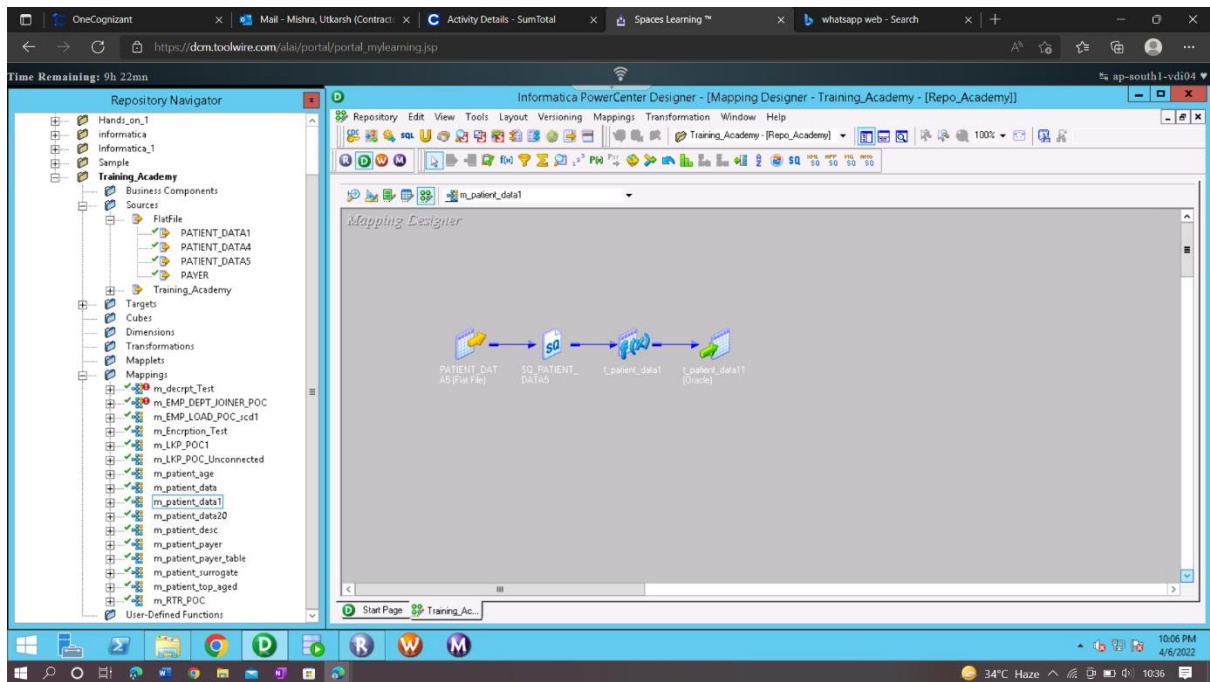 OneCognizant
Mail - Mishra, Utkarsh (Contract
Activity Details - SumTotal
Spaces Learning ™
whatsapp web - Search
https://dcm.toolwire.com/alai/portal/portal_mylearning.jsp
Time Remaining: 9h 22mn
ap-south1-vdi04
Repository Navigator
Hands_on_1
informatica
Informatica_1
Sample
Training_Academy
Business Components
Sources
FlatFile
PATIENT_DATA1
PATIENT_DATA4
PATIENT_DATA5
PAYER
Training_Academy
Targets
Cubes
Dimensions
Transformations
Mapplets
Mappings
m_decrpt_Test
m_EMP_DEPT_JOINER_POC
m_EMP_LOAD_POC_scd1
m_Encrption_Test
m_LKP_POC1
m_LKP_POC_Unconnected
m_patient_age
m_patient_data
m_patient_data1
m_patient_data20
m_patient_desc
m_patient_payer
m_patient_payer_table
m_patient_surrogate
m_patient_top_aged
m_RTR_POC
User-Defined Functions
Informatica PowerCenter Designer - [Mapping Designer - Training_Academy - [Repo_Academy]]
Repository Edit View Tools Layout Versioning Mappings Transformation Window Help
SQL
Training_Academy - [Repo_Academy]
100%
R D W M
m_patient_data1
Mapping Designer
PATIENT_DAT
A5 (Flat File)
SQ_PATIENT_
DATA5
t_patient_data1
t_patient_data11
(Oracle)
Start Page
Training_Ac...
D
R W M
10:06 PM
4/6/2022
34°C Haze
10:36